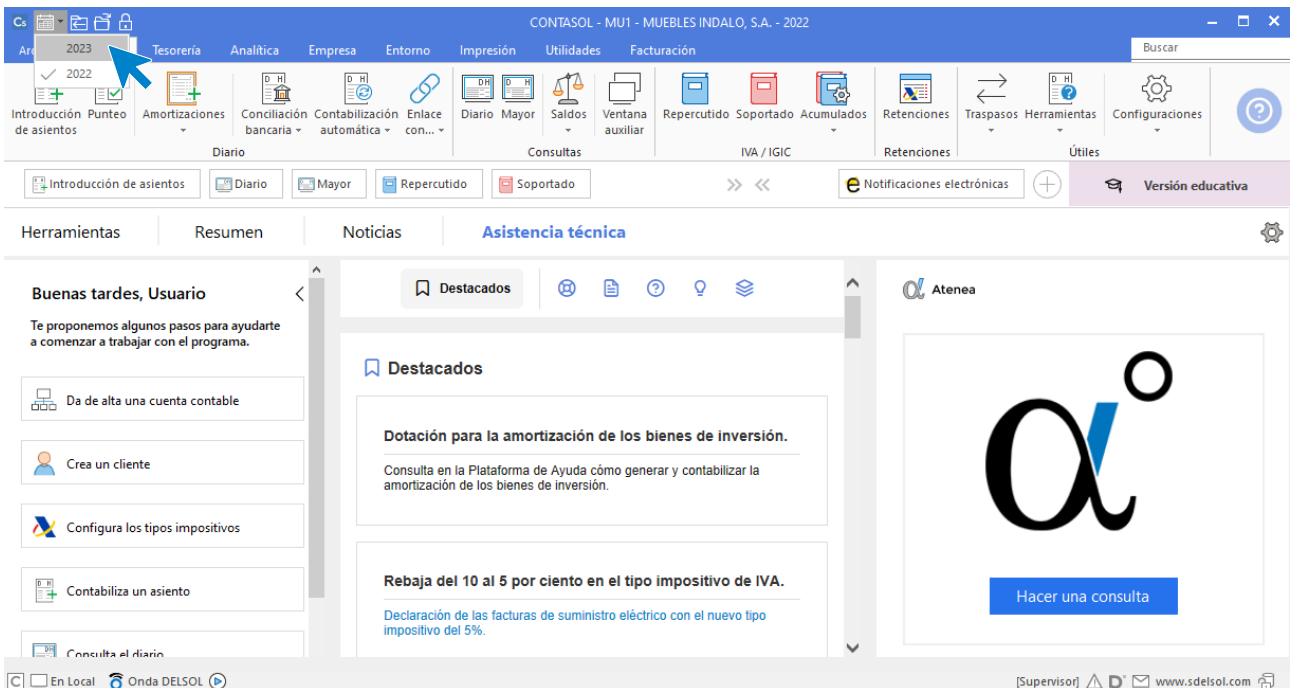 Cs
CONTASOL - MU1 - MUEBLES INDALO, S.A. - 2022
Tesorería Analítica Empresa Entorno Impresión Utilidades Facturación Buscar
2023
2022
Introducción de asientos
Punteo
Amortizaciones
Conciliación bancaria
Contabilización automática
Enlace con...
Diario
Mayor
Saldos
Ventana auxiliar
Repercutido
Soportado
Acumulados
Retenciones
Traspasos
Herramientas
Configuraciones
Diario Consultas IVA / IGIC Retenciones Útiles
Introducción de asientos Diario Mayor Repercutido Soportado Notificaciones electrónicas Versión educativa
Herramientas Resumen Noticias Asistencia técnica
Buenas tardes, Usuario
Te proponemos algunos pasos para ayudarte
a comenzar a trabajar con el programa.
Da de alta una cuenta contable
Crea un cliente
Configura los tipos impositivos
Contabiliza un asiento
Consulta el diario
Destacados
Destacados
Dotación para la amortización de los bienes de inversión.
Consulta en la Plataforma de Ayuda cómo generar y contabilizar la
amortización de los bienes de inversión.
Rebaja del 10 al 5 por ciento en el tipo impositivo de IVA.
Declaración de las facturas de suministro eléctrico con el nuevo tipo
impositivo del 5%.
Atenea
Hacer una consulta
C En Local Onda DELSOL [Supervisor] D www.sdelsol.com